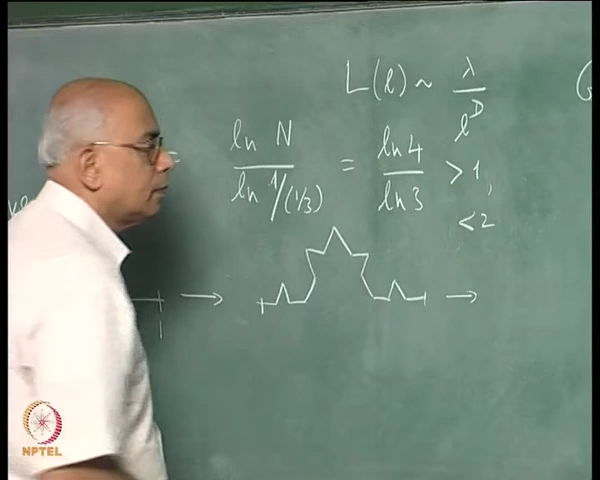 L(l) ~ λ/l^D
= ln N / ln 1/(1/3) = ln 4 / ln 3 > 1,
< 2
NPTEL